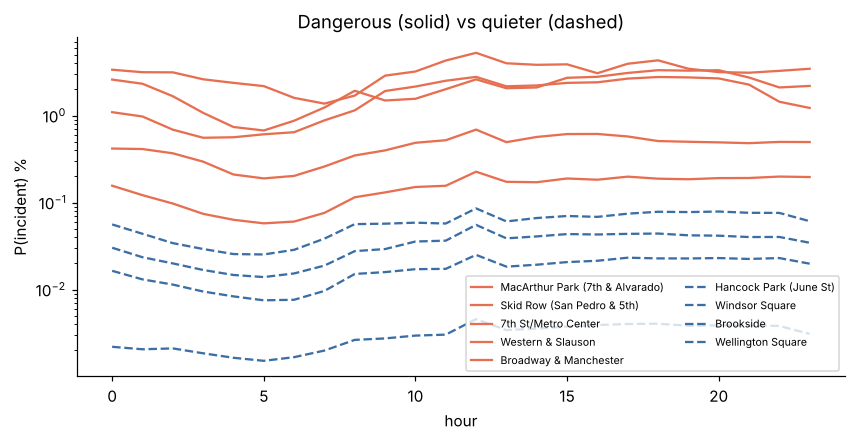 Dangerous (solid) vs quieter (dashed)
P(incident) %
10⁰
10⁻¹
10⁻²
MacArthur Park (7th & Alvarado)
Skid Row (San Pedro & 5th)
7th St/Metro Center
Western & Slauson
Broadway & Manchester
Hancock Park (June St)
Windsor Square
Brookside
Wellington Square
0 5 10 15 20
hour